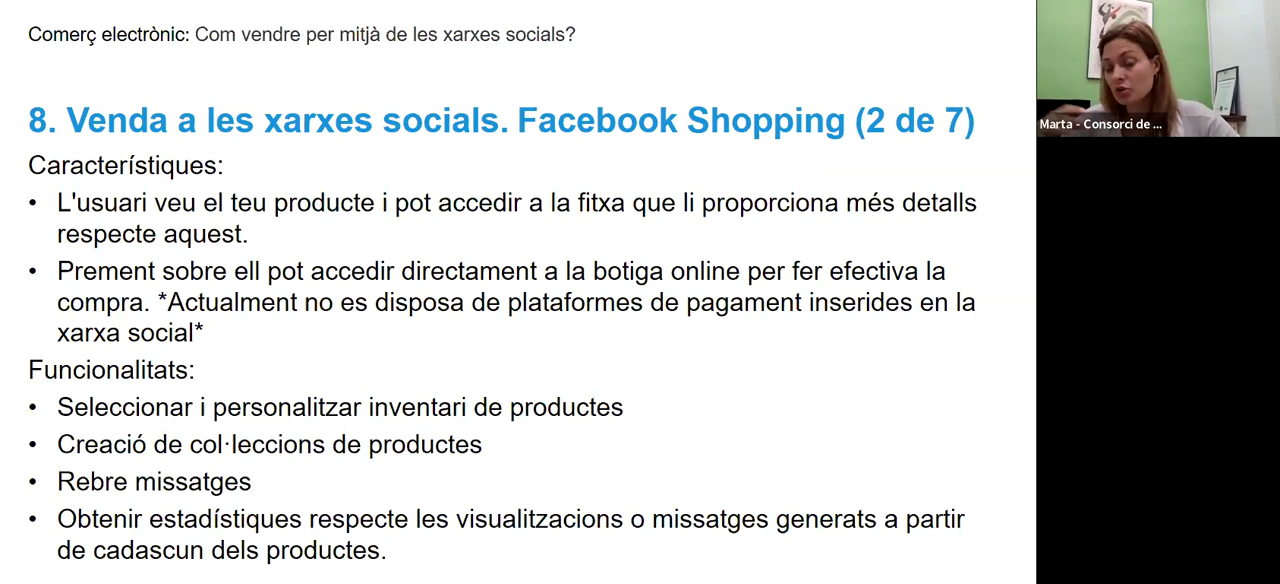 Comerç electrònic: Com vendre per mitjà de les xarxes socials?
8. Venda a les xarxes socials. Facebook Shopping (2 de 7)
Característiques:
• L'usuari veu el teu producte i pot accedir a la fitxa que li proporciona més detalls
respecte aquest.
• Prement sobre ell pot accedir directament a la botiga online per fer efectiva la
compra. *Actualment no es disposa de plataformes de pagament inserides en la
xarxa social*
Funcionalitats:
• Seleccionar i personalitzar inventari de productes
• Creació de col·leccions de productes
• Rebre missatges
• Obtenir estadístiques respecte les visualitzacions o missatges generats a partir
de cadascun dels productes.
Marta - Consorci de ...